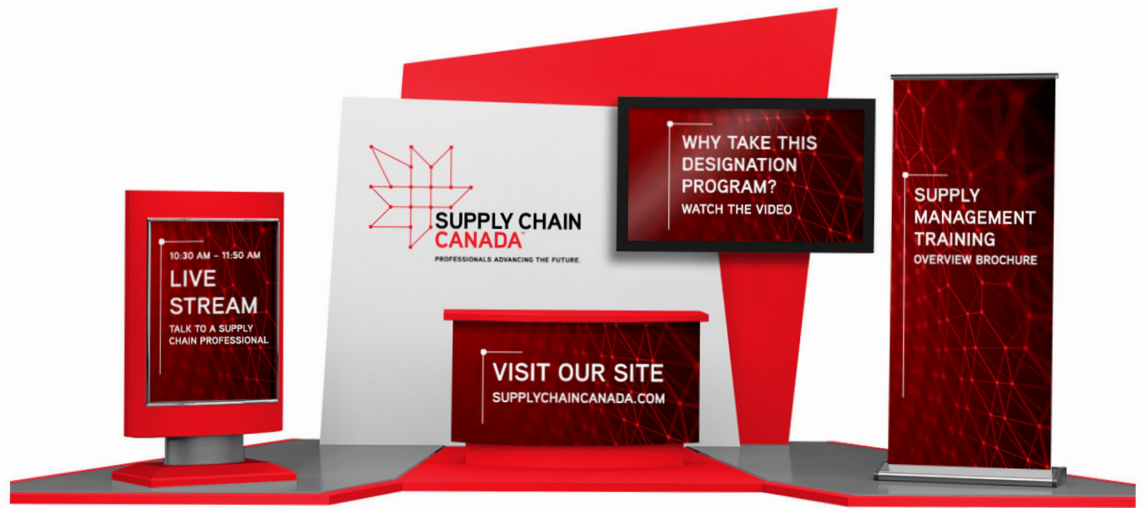 10:30 AM – 11:50 AM
LIVE
STREAM
TALK TO A SUPPLY
CHAIN PROFESSIONAL
SUPPLY CHAIN
CANADA™
PROFESSIONALS ADVANCING THE FUTURE.
VISIT OUR SITE
SUPPLYCHAINCANADA.COM
WHY TAKE THIS
DESIGNATION
PROGRAM?
WATCH THE VIDEO
SUPPLY
MANAGEMENT
TRAINING
OVERVIEW BROCHURE